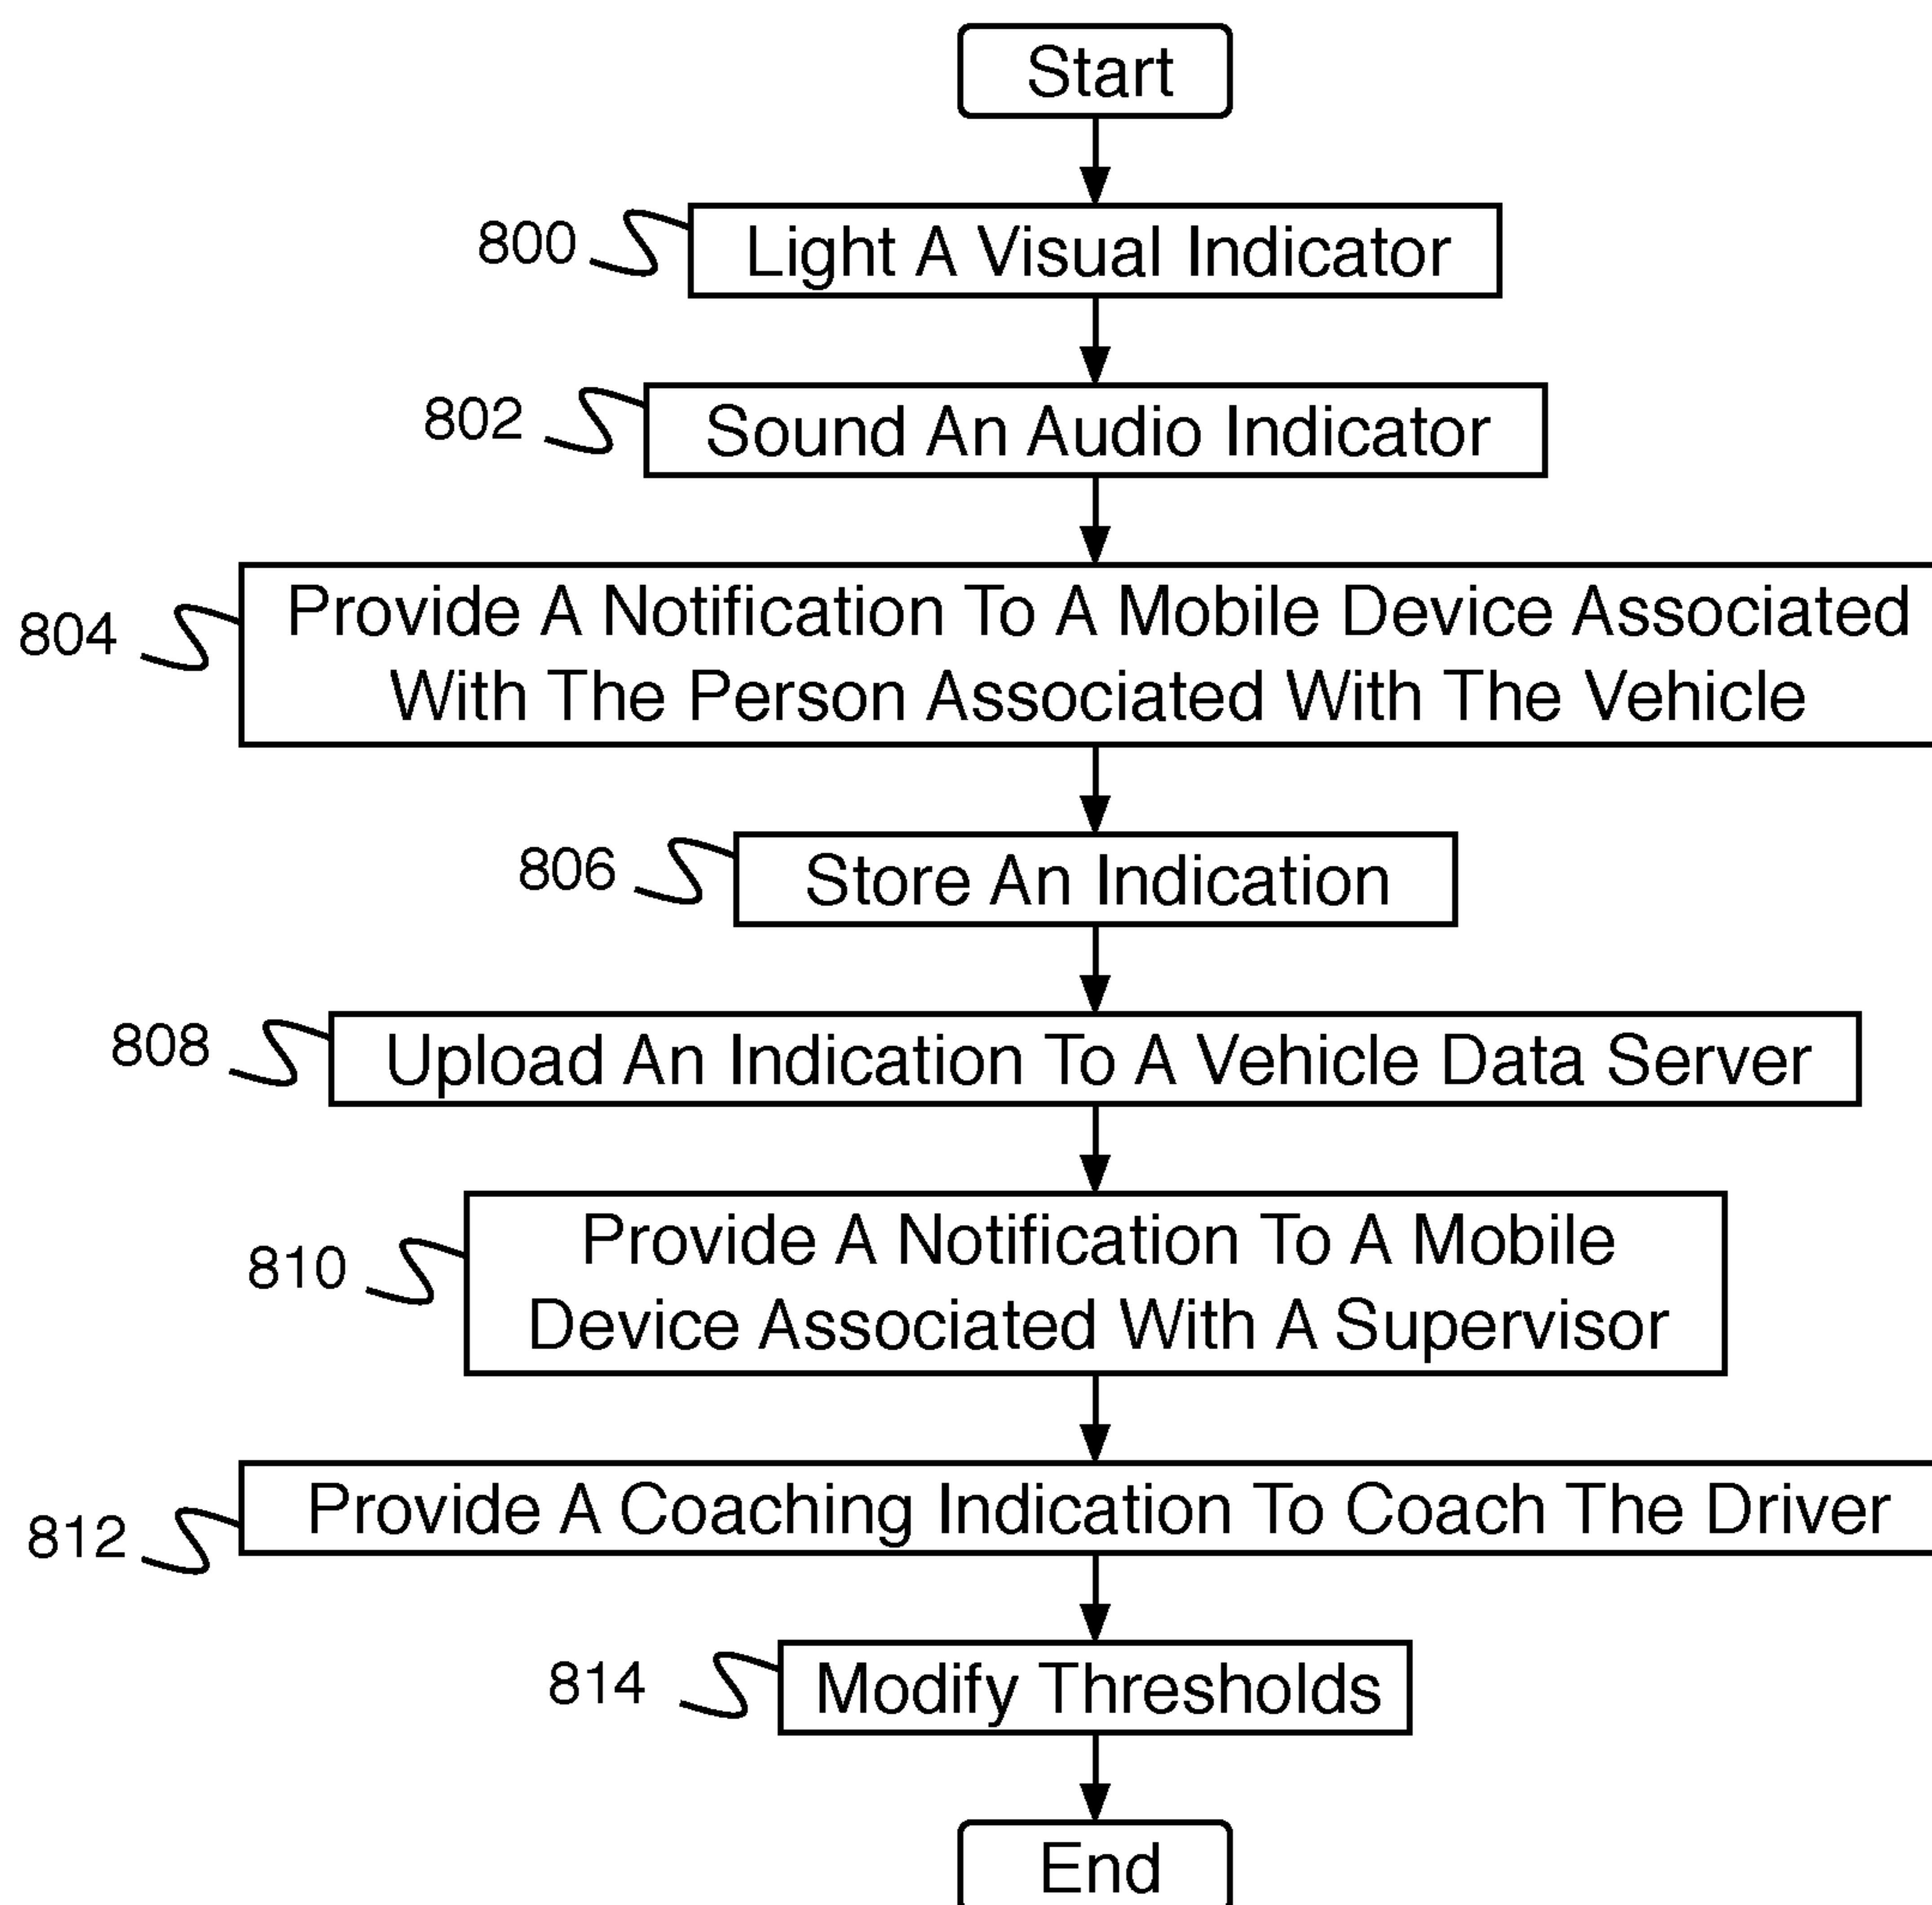 Start
800
Light A Visual Indicator
802
Sound An Audio Indicator
804
Provide A Notification To A Mobile Device Associated
With The Person Associated With The Vehicle
806
Store An Indication
808
Upload An Indication To A Vehicle Data Server
810
Provide A Notification To A Mobile
Device Associated With A Supervisor
812
Provide A Coaching Indication To Coach The Driver
814
Modify Thresholds
End